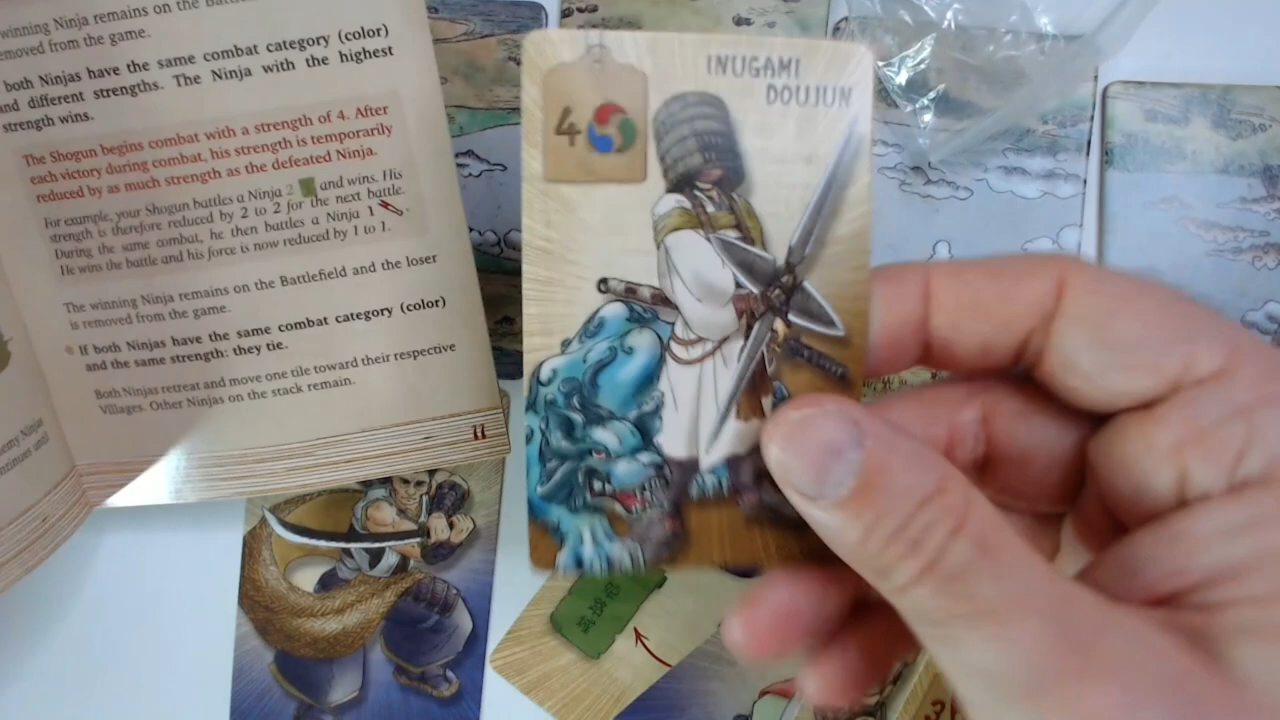 winning Ninja remains on the
emoved from the game.
both Ninjas have the same combat category (color)
and different strengths. The Ninja with the highest
strength wins.
The Shogun begins combat with a strength of 4. After
each victory during combat, his strength is temporarily
reduced by as much strength as the defeated Ninja.
For example, your Shogun battles a Ninja 2 and wins. His
strength is therefore reduced by 2 to 2 for the next battle.
During the same combat, he then battles a Ninja 1 .
He wins the battle and his force is now reduced by 1 to 1.
The winning Ninja remains on the Battlefield and the loser
is removed from the game.
If both Ninjas have the same combat category (color)
and the same strength: they tie.
Both Ninjas retreat and move one tile toward their respective
Villages. Other Ninjas on the stack remain.
11
emy Ninja
INUGAMI
DOUJUN
4